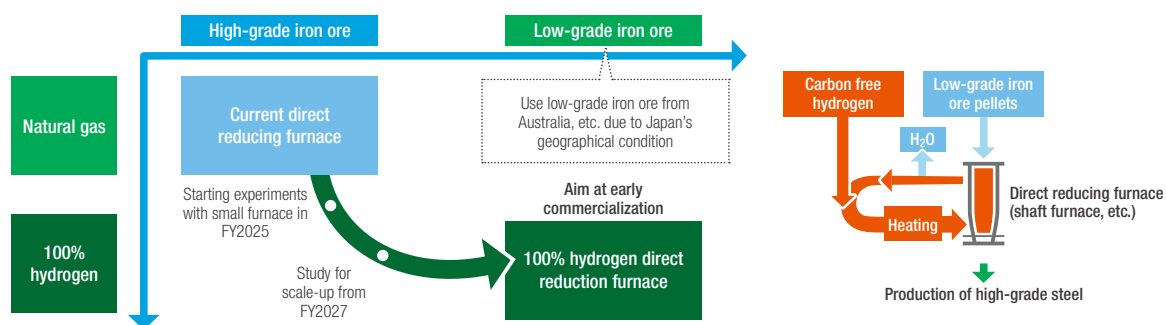 High-grade iron ore
Low-grade iron ore
Natural gas
Current direct
reducing furnace
Use low-grade iron ore from
Australia, etc. due to Japan's
geographical condition
Starting experiments
with small furnace in
FY2025
Aim at early
commercialization
100%
hydrogen
Study for
scale-up from
FY2027
100% hydrogen direct
reduction furnace
Carbon free
hydrogen
Low-grade iron
ore pellets
H₂O
Heating
Direct reducing furnace
(shaft furnace, etc.)
Production of high-grade steel